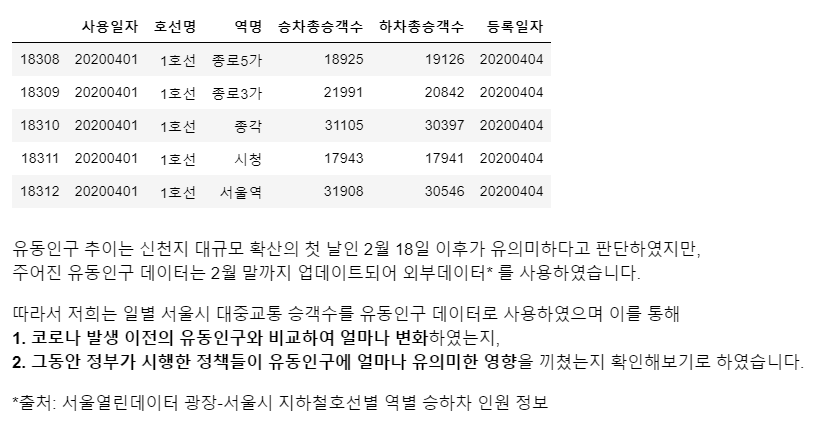 사용일자 호선명 역명 승차총승객수 하차총승객수 등록일자
18308 20200401 1호선 종로5가 18925 19126 20200404
18309 20200401 1호선 종로3가 21991 20842 20200404
18310 20200401 1호선 종각 31105 30397 20200404
18311 20200401 1호선 시청 17943 17941 20200404
18312 20200401 1호선 서울역 31908 30546 20200404
유동인구 추이는 신천지 대규모 확산의 첫 날인 2월 18일 이후가 유의미하다고 판단하였지만,
주어진 유동인구 데이터는 2월 말까지 업데이트되어 외부데이터* 를 사용하였습니다.
따라서 저희는 일별 서울시 대중교통 승객수를 유동인구 데이터로 사용하였으며 이를 통해
1. 코로나 발생 이전의 유동인구와 비교하여 얼마나 변화하였는지,
2. 그동안 정부가 시행한 정책들이 유동인구에 얼마나 유의미한 영향을 끼쳤는지 확인해보기로 하였습니다.
*출처: 서울열린데이터 광장-서울시 지하철호선별 역별 승하차 인원 정보